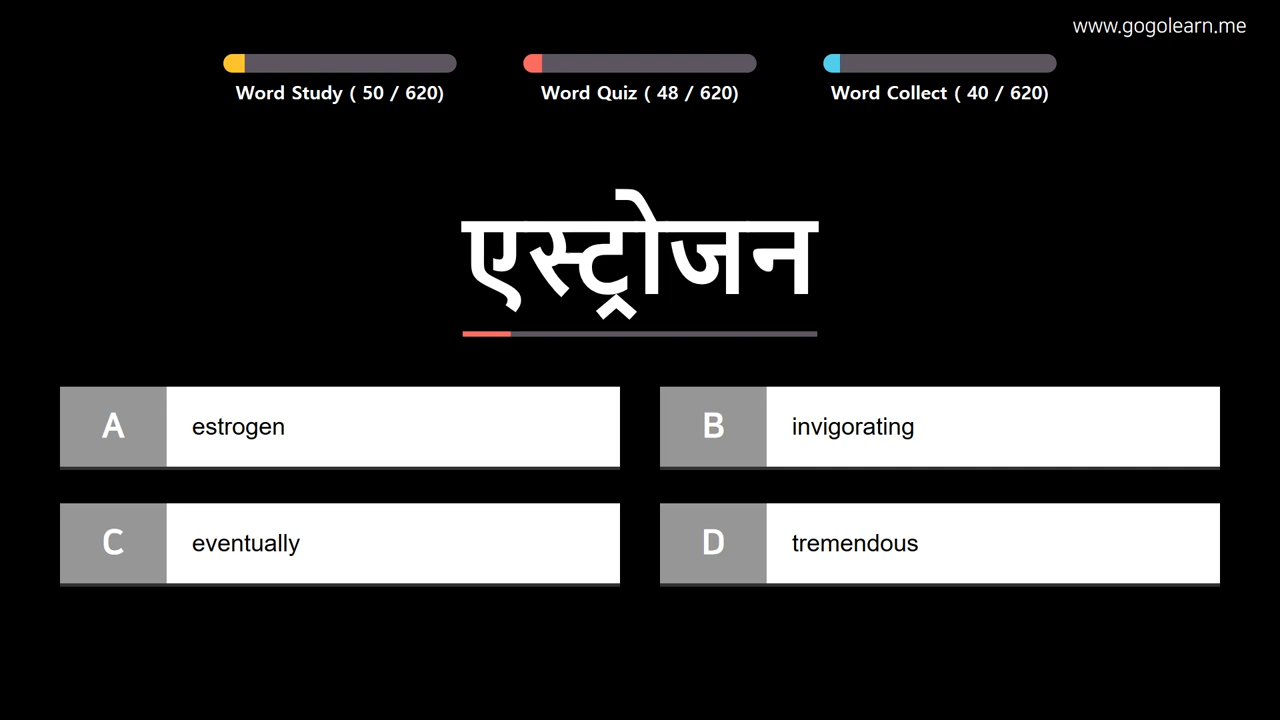 www.gogolearn.me
Word Study ( 50 / 620)
Word Quiz ( 48 / 620)
Word Collect ( 40 / 620)
एस्ट्रोजन
A estrogen
B invigorating
C eventually
D tremendous